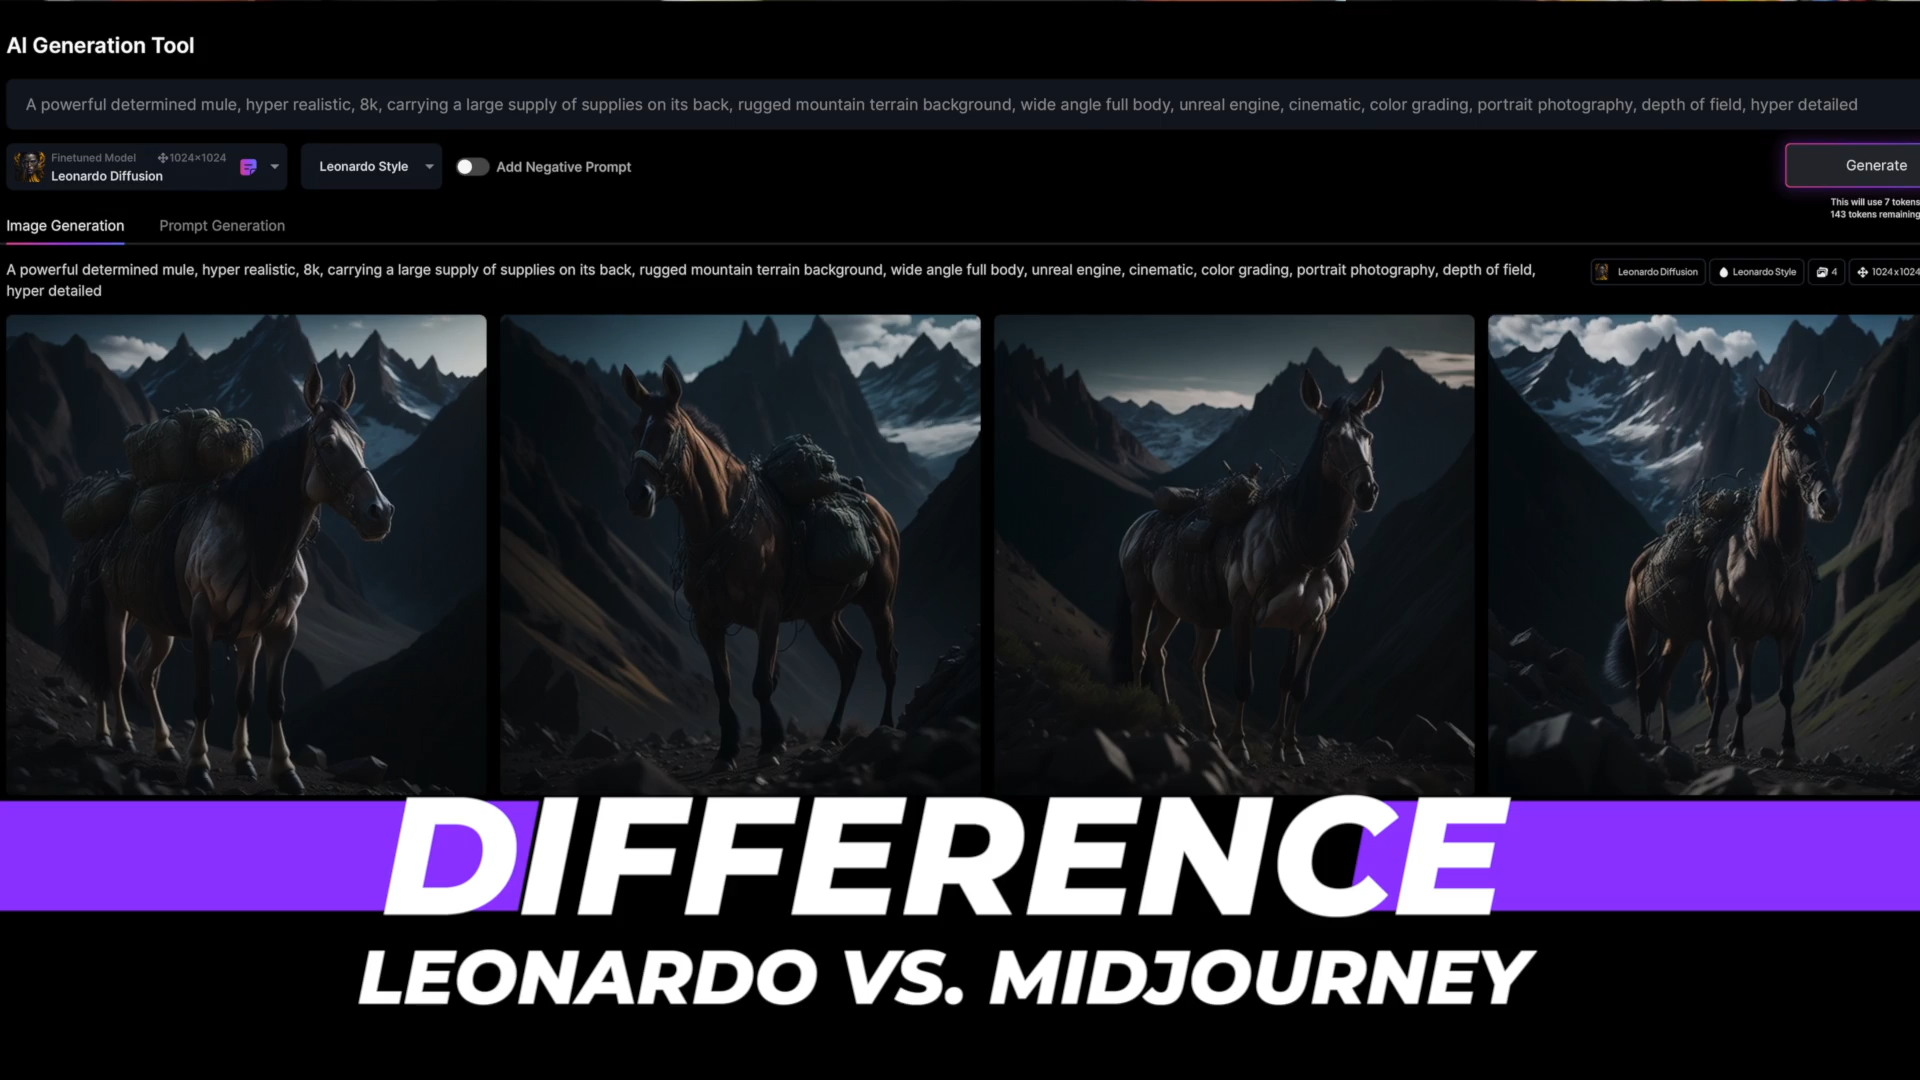 AI Generation Tool
A powerful determined mule, hyper realistic, 8k, carrying a large supply of supplies on its back, rugged mountain terrain background, wide angle full body, unreal engine, cinematic, color grading, portrait photography, depth of field, hyper detailed
Finetuned Model 1024×1024
Leonardo Diffusion
Leonardo Style
Add Negative Prompt
Generate
This will use 7 tokens
143 tokens remaining
Image Generation
Prompt Generation
A powerful determined mule, hyper realistic, 8k, carrying a large supply of supplies on its back, rugged mountain terrain background, wide angle full body, unreal engine, cinematic, color grading, portrait photography, depth of field,
hyper detailed
Leonardo Diffusion
Leonardo Style
4
1024x1024
DIFFERENCE
LEONARDO VS. MIDJOURNEY